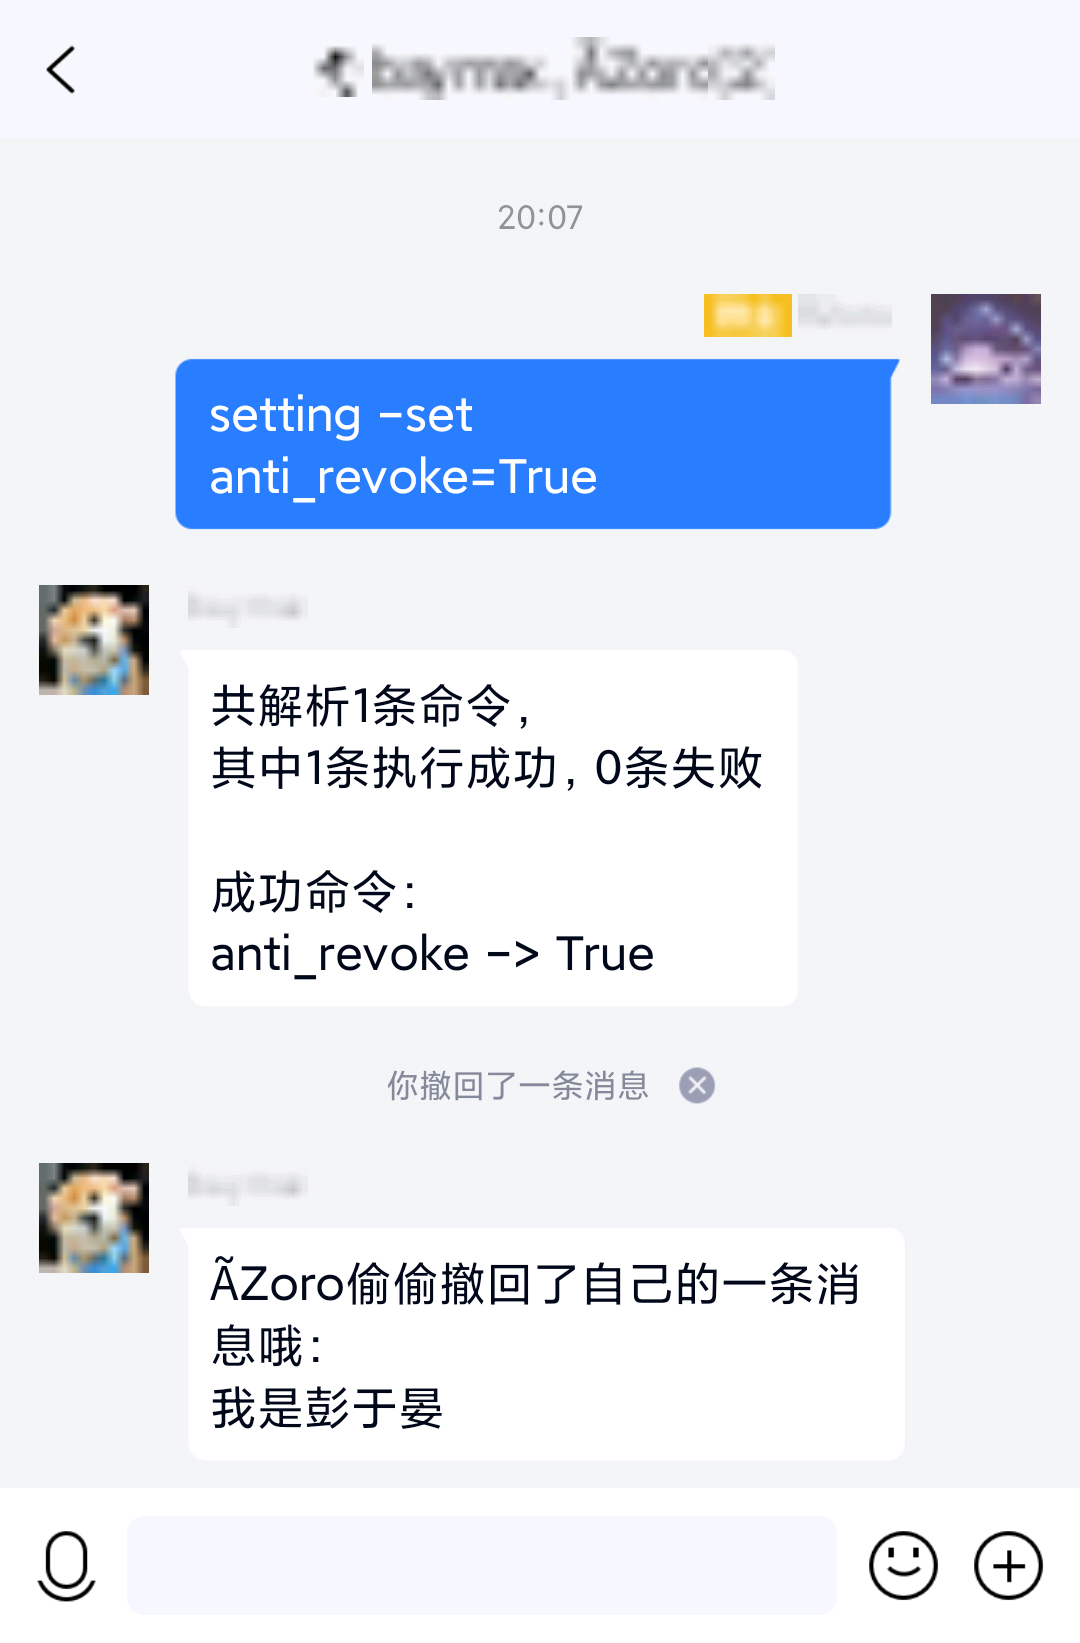 20:07
setting -set
anti_revoke=True
共解析1条命令，
其中1条执行成功，0条失败
成功命令：
anti_revoke -> True
你撤回了一条消息
ÃZoro偷偷撤回了自己的一条消
息哦：
我是彭于晏